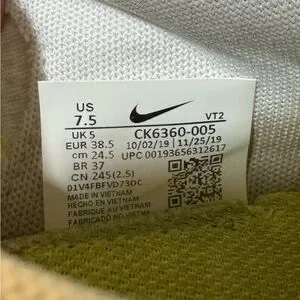 US
7.5
VT2
UK 5
CK6360-005
EUR 38.5
10/02/19 | 11/25/19
cm 24.5
UPC 00193656312617
BR 37
CN 245(2.5)
01V4FBFVD73DC
MADE IN VIETNAM
HECHO EN VIETNAM
FABRIQUE AU VIETNAM
FABRICADO NO VIETNAM